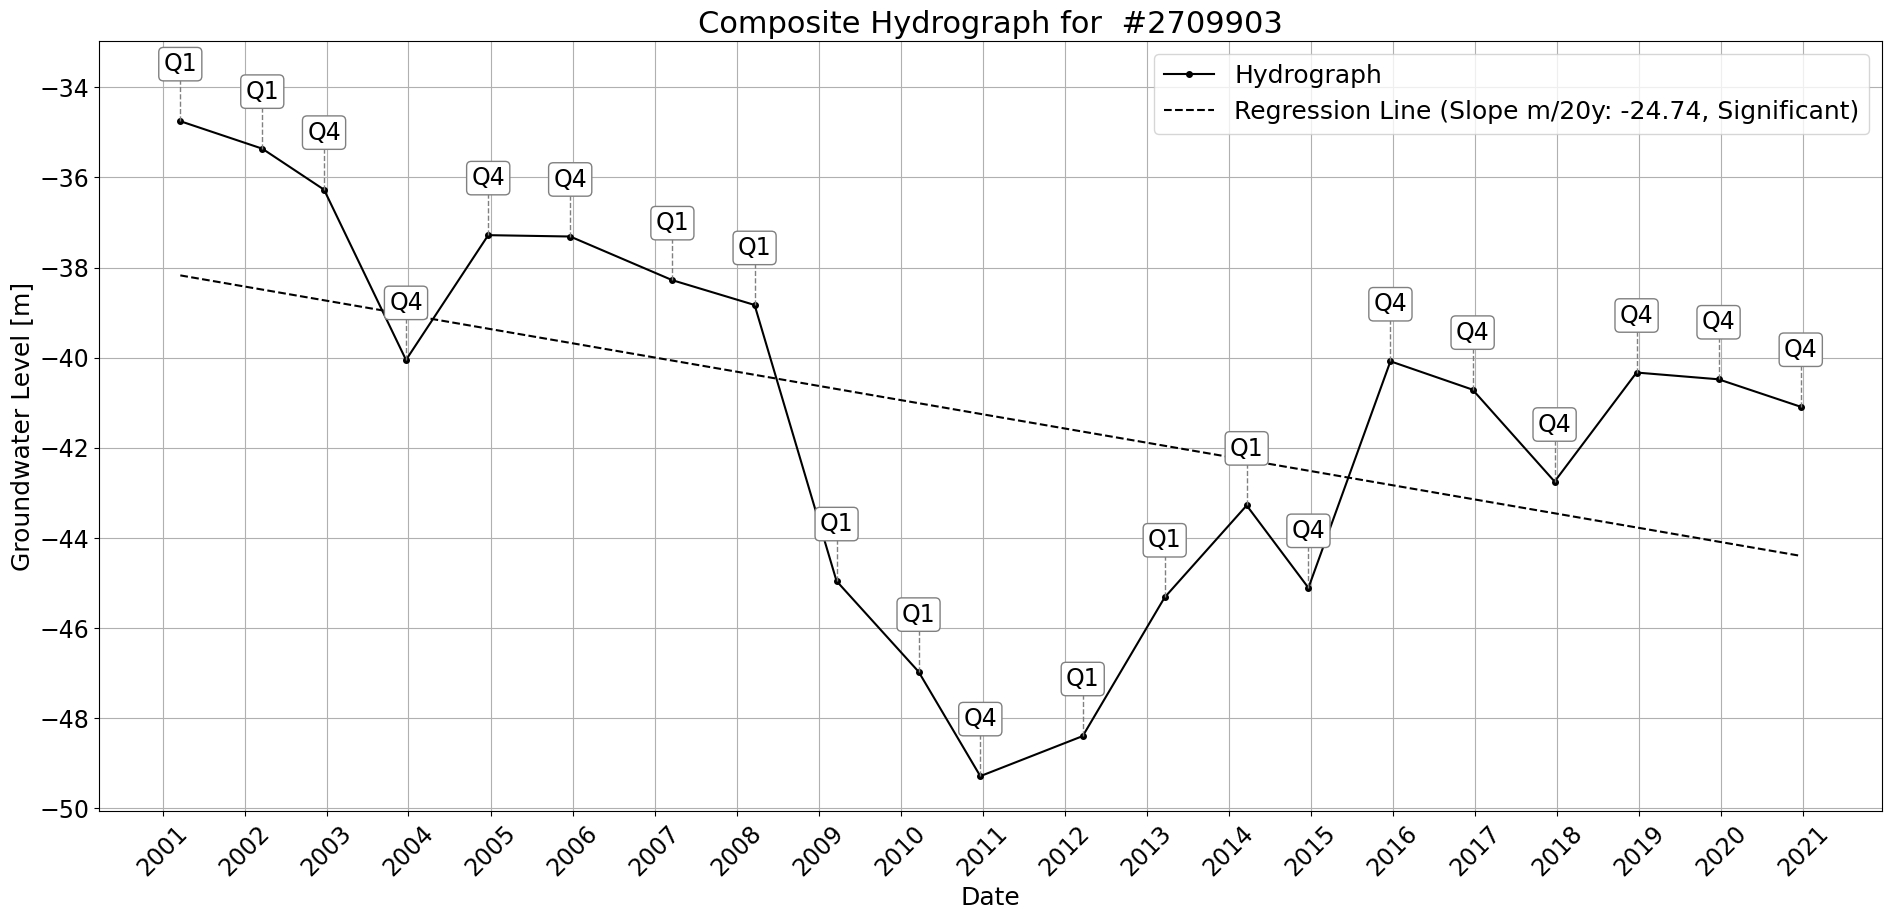 Composite Hydrograph for  #2709903
Hydrograph
Regression Line (Slope m/20y: -24.74, Significant)
Q1
Q1
Q4
Q4
Q4
Q4
Q1
Q1
Q1
Q1
Q4
Q1
Q1
Q1
Q4
Q4
Q4
Q4
Q4
Q4
Q4
Groundwater Level [m]
−34
−36
−38
−40
−42
−44
−46
−48
−50
2001
2002
2003
2004
2005
2006
2007
2008
2009
2010
2011
2012
2013
2014
2015
2016
2017
2018
2019
2020
2021
Date